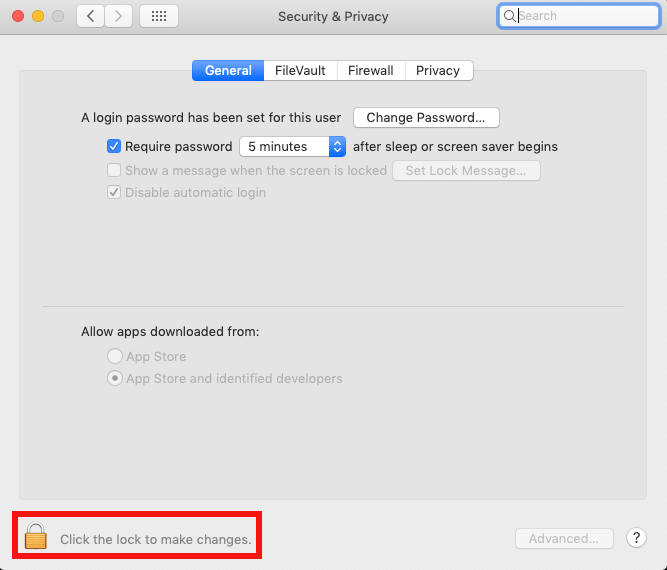 Security & Privacy
Search
General FileVault Firewall Privacy
A login password has been set for this user Change Password...
Require password 5 minutes after sleep or screen saver begins
Show a message when the screen is locked Set Lock Message...
Disable automatic login
Allow apps downloaded from:
App Store
App Store and identified developers
Click the lock to make changes.
Advanced... ?